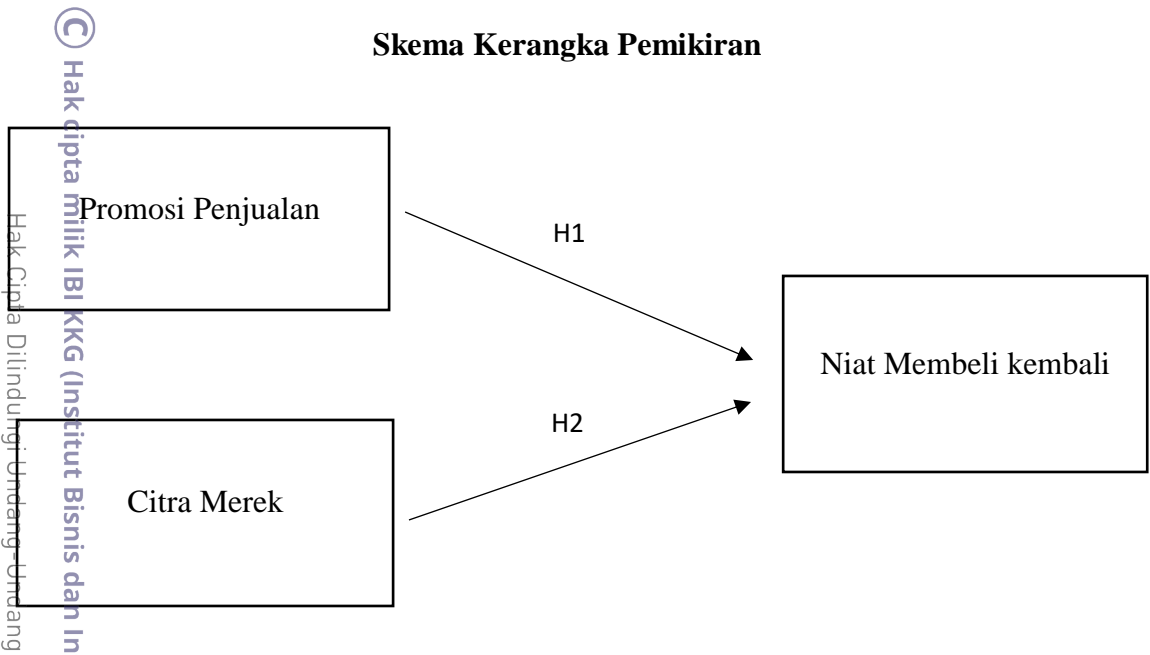 Skema Kerangka Pemikiran
Promosi Penjualan
H1
Niat Membeli kembali
H2
Citra Merek
© Hak cipta milik IBI KKG (Institut Bisnis dan In
Hak Cipta Dilindungi Undang-Undang